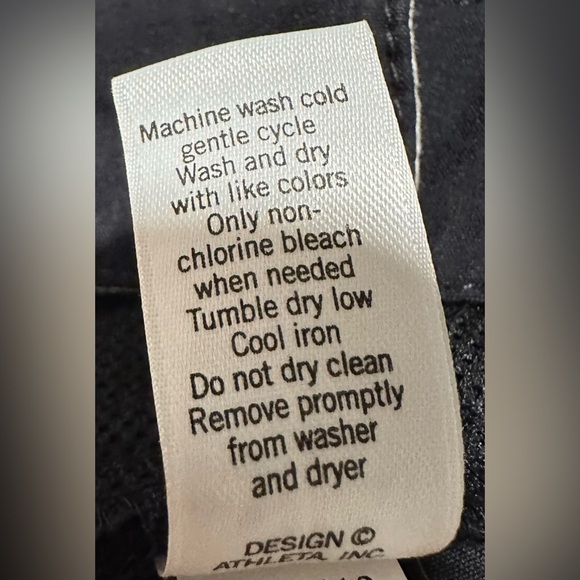 Machine wash cold
gentle cycle
Wash and dry
with like colors
Only non-
chlorine bleach
when needed
Tumble dry low
Cool iron
Do not dry clean
Remove promptly
from washer
and dryer
DESIGN ©
ATHLETA, INC